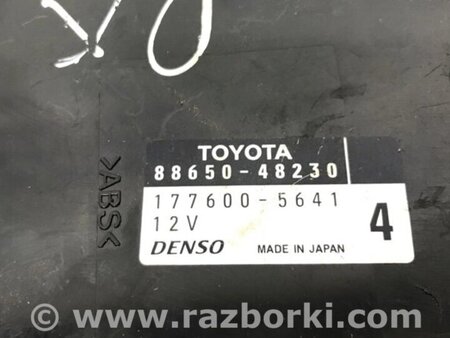 TOYOTA
88650-48230
177600-5641
12V
4
DENSO MADE IN JAPAN
>ABS<
© www.razborki.com